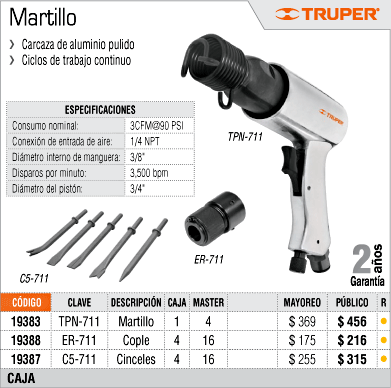 Martillo
TRUPER®
❯ Carcaza de aluminio pulido
❯ Ciclos de trabajo continuo
ESPECIFICACIONES
Consumo nominal: 3CFM@90 PSI
Conexión de entrada de aire: 1/4 NPT
Diámetro interno de manguera: 3/8"
Disparos por minuto: 3,500 bpm
Diámetro del pistón: 3/4"
TRUPER
TPN-711
C5-711
ER-711
2 años
Garantía
CÓDIGO CLAVE DESCRIPCIÓN CAJA MASTER MAYOREO PÚBLICO R
19383 TPN-711 Martillo 1 4 $ 369 $ 456
19388 ER-711 Cople 4 16 $ 175 $ 216
19387 C5-711 Cinceles 4 16 $ 255 $ 315
CAJA